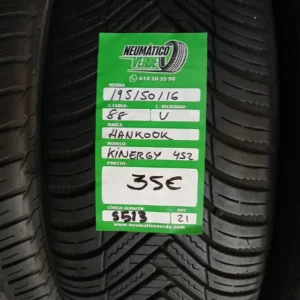 NEUMÁTICO
VERDE
614 20 35 90
MEDIDA:
195/50/16
C. CARGA: C. VELOCIDAD:
88 V
MARCA:
HANKOOK
MODELO:
KINERGY 4S2
PRECIO:
35€
CÓDIGO ALMACÉN: DOT:
5513 21
www.neumaticoverde.com